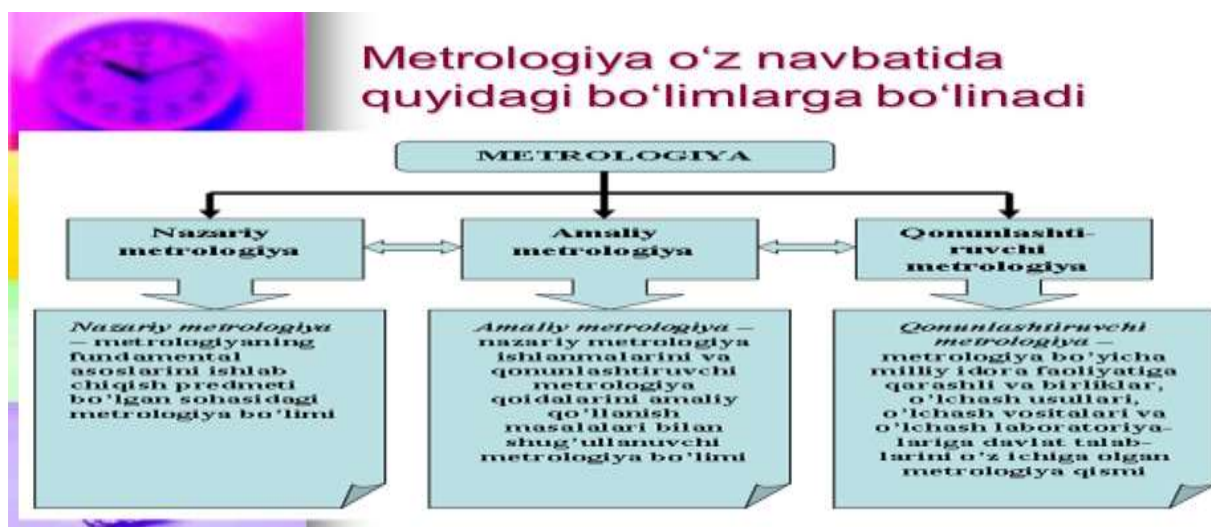 Metrologiya o‘z navbatida
quyidagi bo‘limlarga bo‘linadi
METROLOGIYA
Nazariy
metrologiya
Amaliy
metrologiya
Qonunlashti-
ruvchi
metrologiya
Nazariy metrologiya
– metrologiyaning
fundamental
asoslarini ishlab
chiqish predmeti
bo’lgan sohasidagi
metrologiya bo’limi
Amaliy metrologiya –
nazariy metrologiya
ishlanmalarini va
qonunlashtiruvchi
metrologiya
qoidalarini amaliy
qo’llanish
masalalari bilan
shug’ullanuvchi
metrologiya bo’limi
Qonunlashtiruvchi
metrologiya –
metrologiya bo’yicha
milliy idora faoliyatiga
qarashli va birliklar,
o’lchash usullari,
o’lchash vositalari va
o’lchash laboratoriya-
lariga davlat talab-
larini o’z ichiga olgan
metrologiya qismi